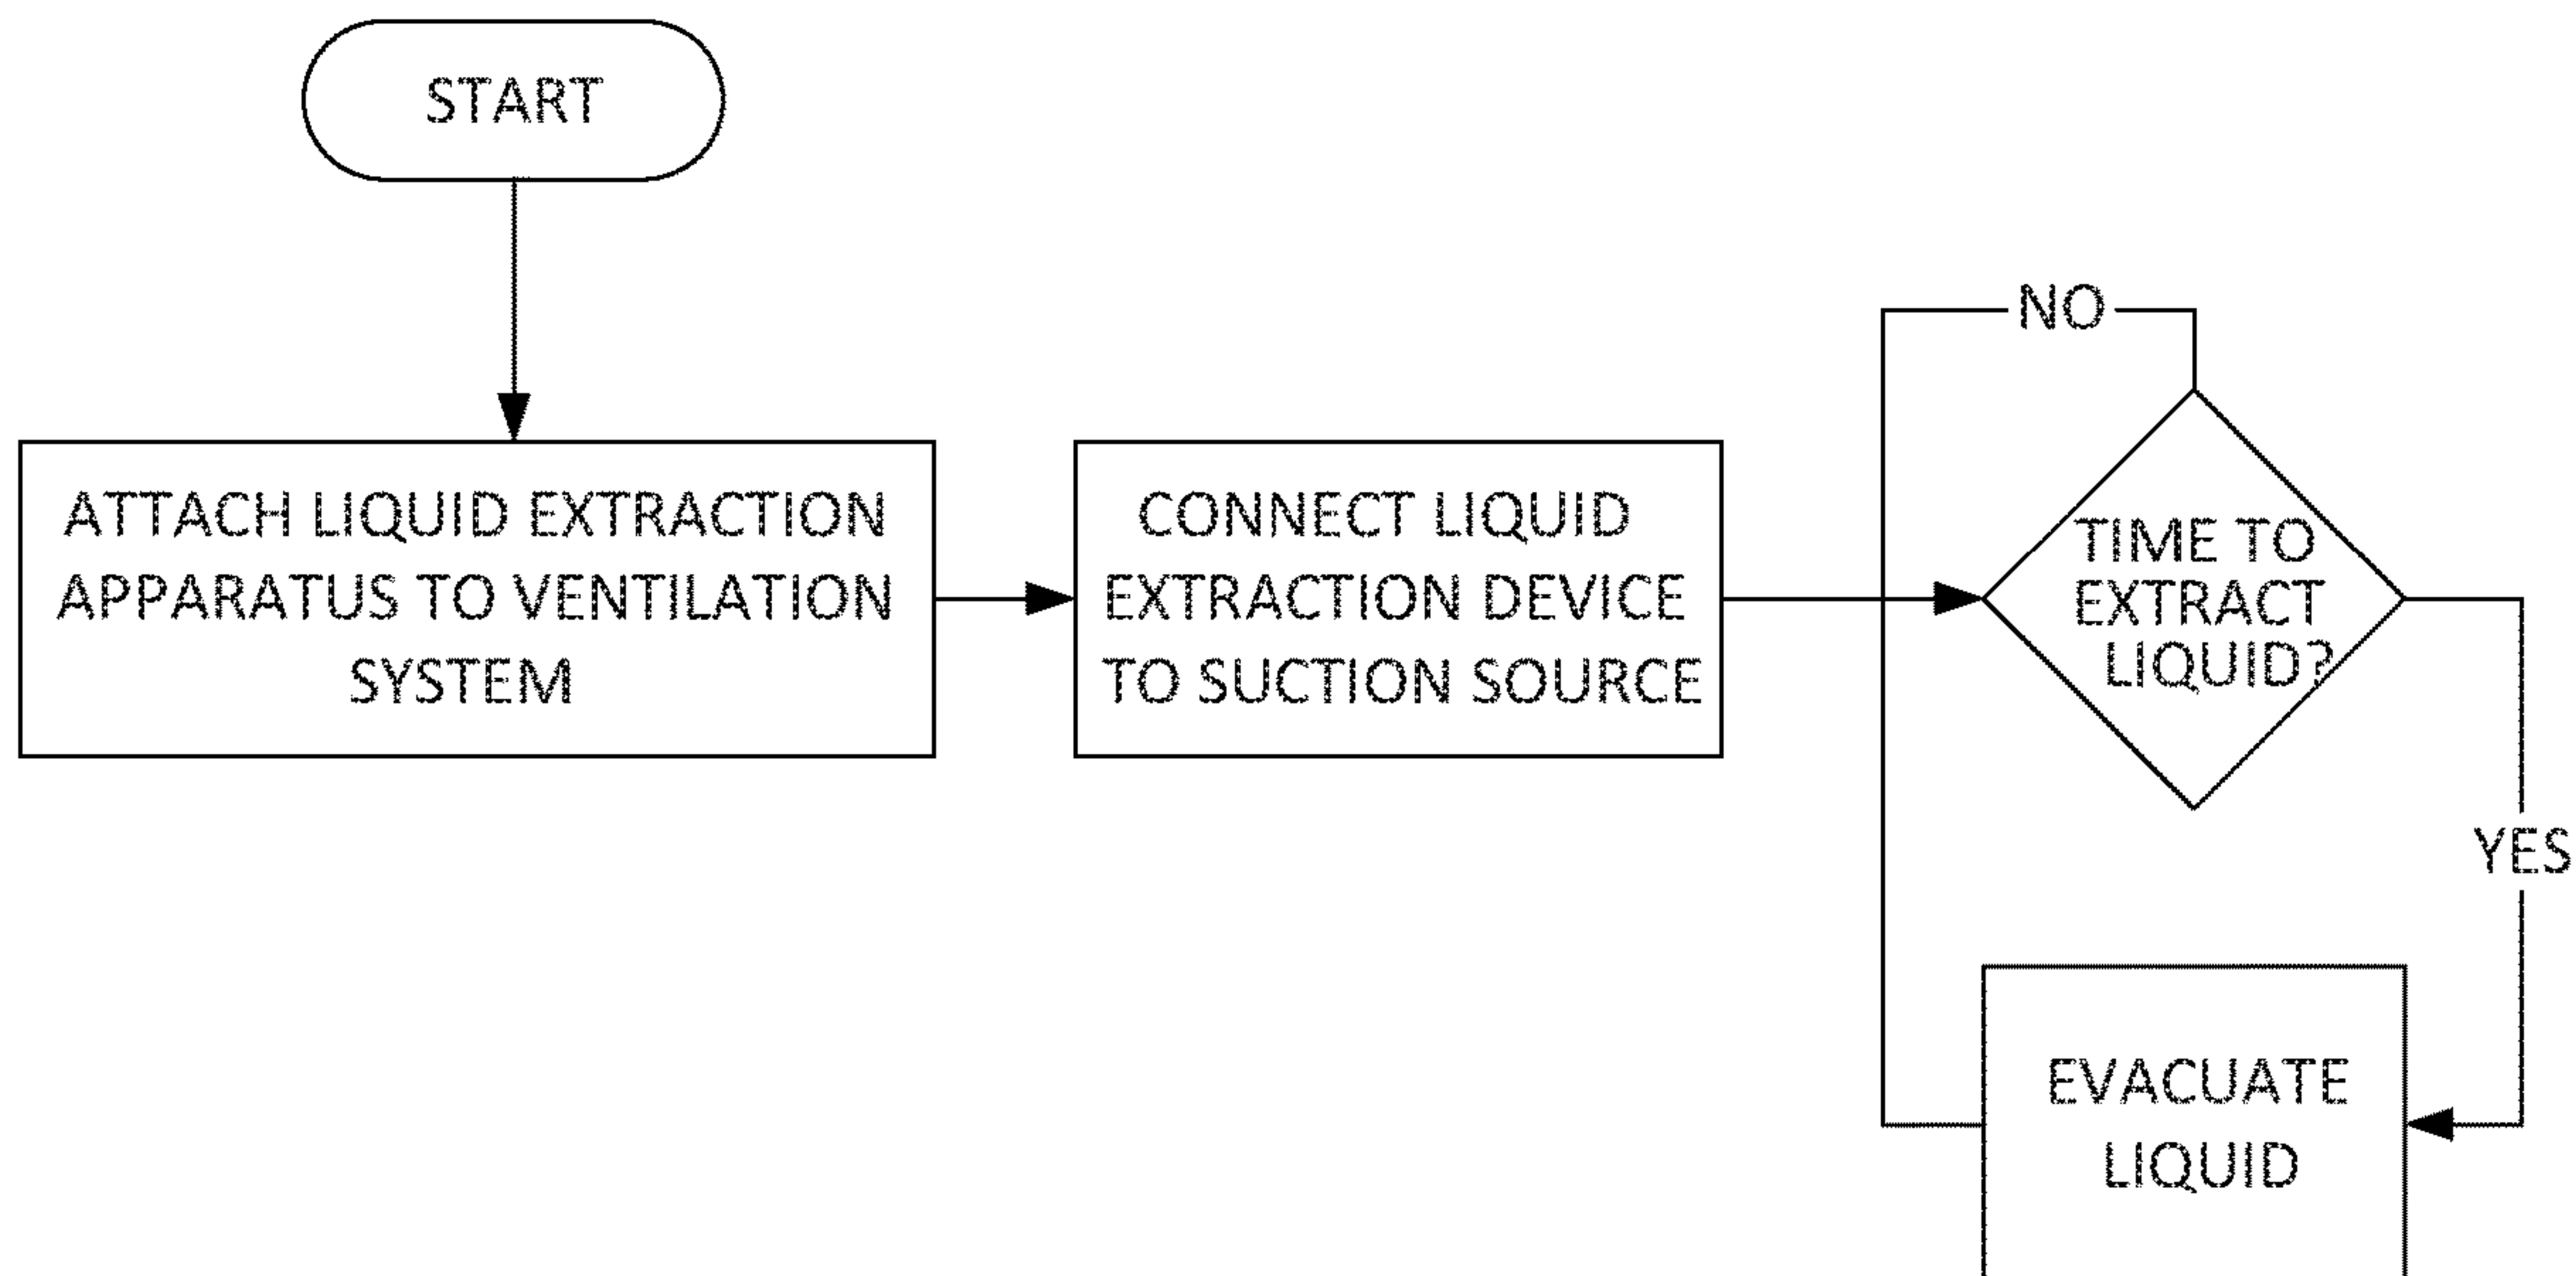 START
ATTACH LIQUID EXTRACTION
APPARATUS TO VENTILATION
SYSTEM
CONNECT LIQUID
EXTRACTION DEVICE
TO SUCTION SOURCE
NO
TIME TO
EXTRACT
LIQUID?
YES
EVACUATE
LIQUID